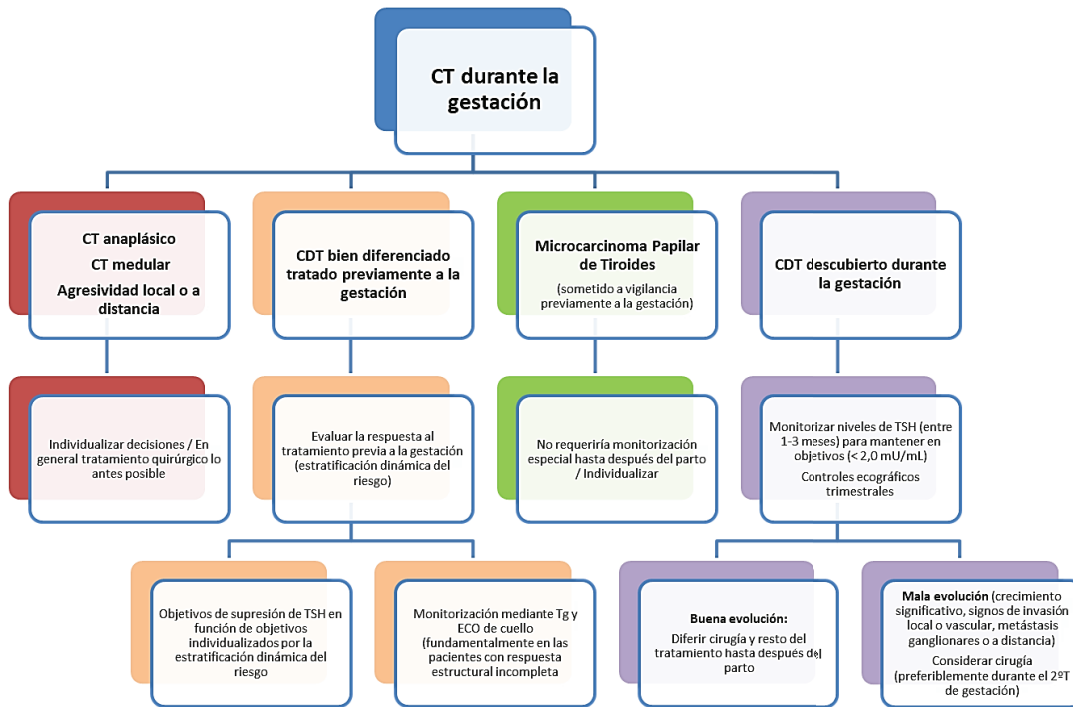 CT durante la
gestación
CT anaplásico
CT medular
Agresividad local o a
distancia
CDT bien diferenciado
tratado previamente a la
gestación
Microcarcinoma Papilar
de Tiroides
(sometido a vigilancia
previamente a la gestación)
CDT descubierto durante
la gestación
Individualizar decisiones / En
general tratamiento quirúrgico lo
antes posible
Evaluar la respuesta al
tratamiento previa a la gestación
(estratificación dinámica del
riesgo)
No requeriría monitorización
especial hasta después del parto
/ Individualizar
Monitorizar niveles de TSH (entre
1-3 meses) para mantener en
objetivos (< 2,0 mU/mL)
Controles ecográficos
trimestrales
Objetivos de supresión de TSH en
función de objetivos
individualizados por la
estratificación dinámica del
riesgo
Monitorización mediante Tg y
ECO de cuello
(fundamentalmente en las
pacientes con respuesta
estructural incompleta
Buena evolución:
Diferir cirugía y resto del
tratamiento hasta después del
parto
Mala evolución (crecimiento
significativo, signos de invasión
local o vascular, metástasis
ganglionares o a distancia)
Considerar cirugía
(preferiblemente durante el 2ºT
de gestación)